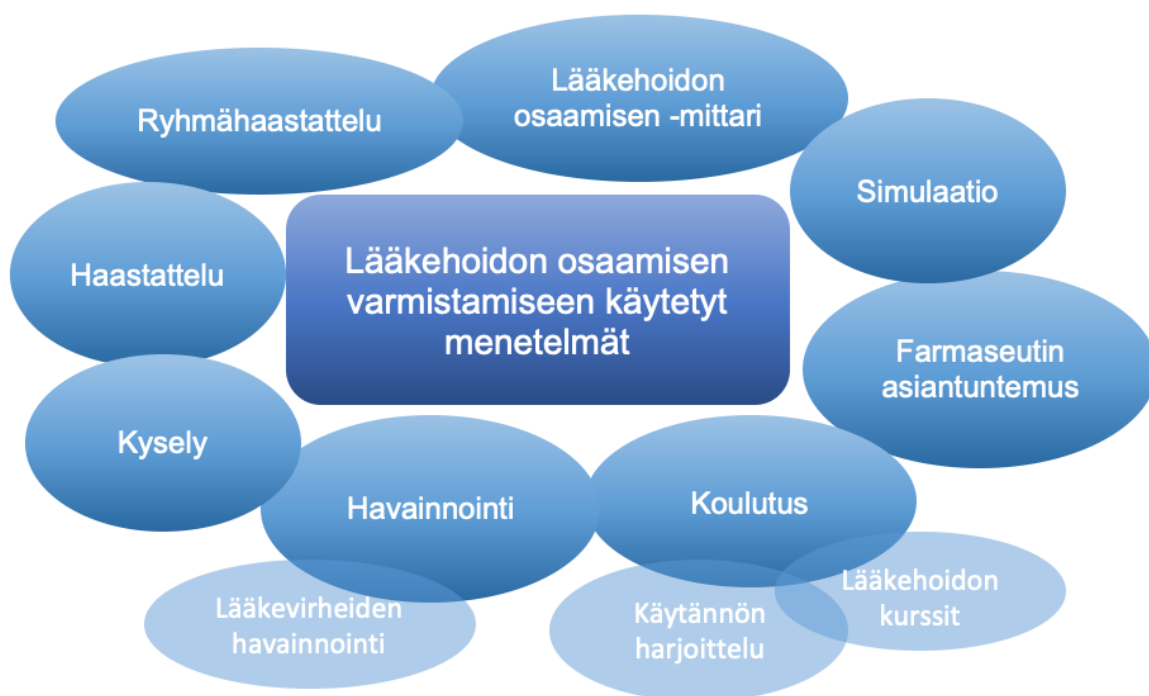 Lääkehoidon
osaamisen -mittari
Ryhmähaastattelu
Simulaatio
Haastattelu
Lääkehoidon osaamisen
varmistamiseen käytetyt
menetelmät
Farmaseutin
asiantuntemus
Kysely
Havainnointi
Koulutus
Lääkevirheiden
havainnointi
Käytännön
harjoittelu
Lääkehoidon
kurssit